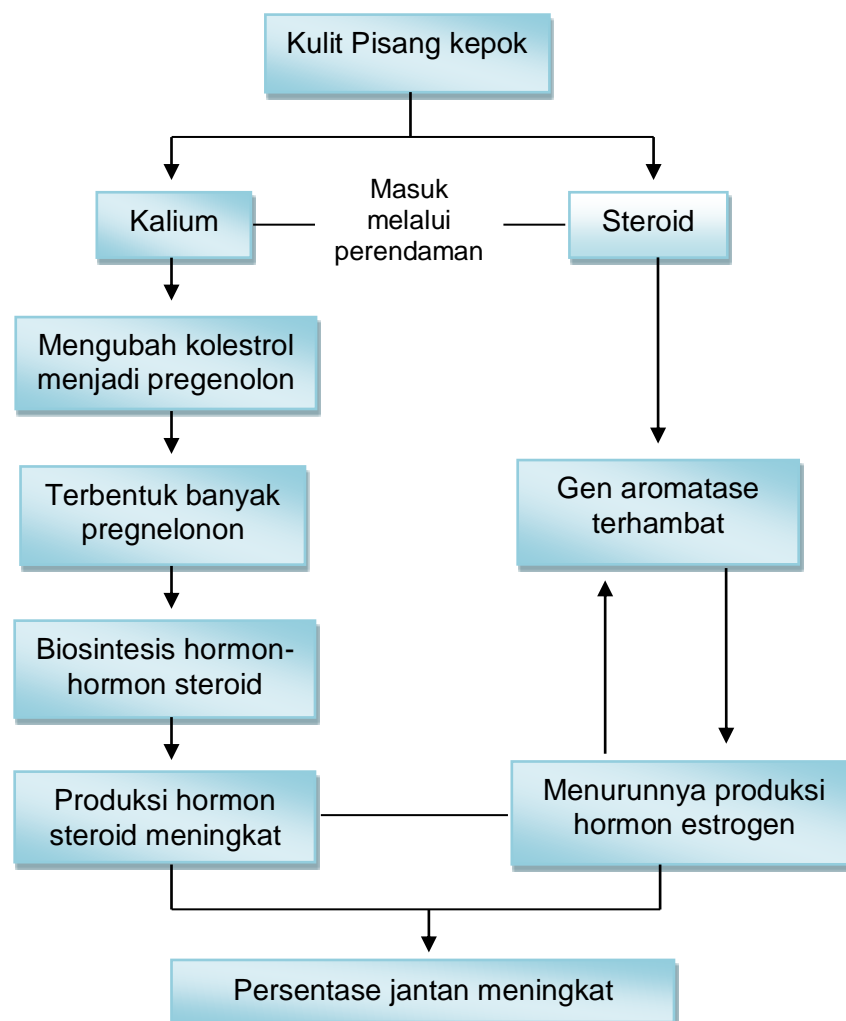 Kulit Pisang kepok
Kalium
Masuk
melalui
perendaman
Steroid
Mengubah kolestrol
menjadi pregenolon
Terbentuk banyak
pregnelonon
Gen aromatase
terhambat
Biosintesis hormon-
hormon steroid
Produksi hormon
steroid meningkat
Menurunnya produksi
hormon estrogen
Persentase jantan meningkat